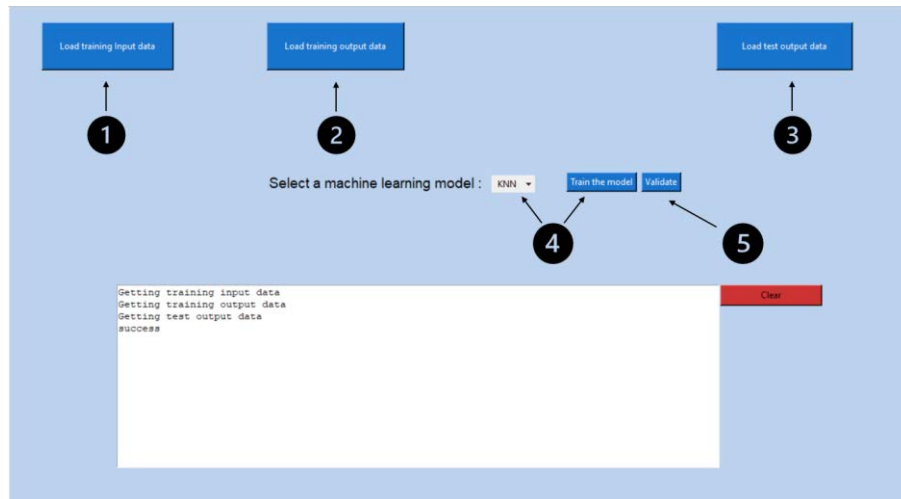 Load training Input data
Load training output data
Load test output data
1
2
3
Select a machine learning model : KNN Train the model Validate
4
5
Getting training input data
Getting training output data
Getting test output data
success
Clear